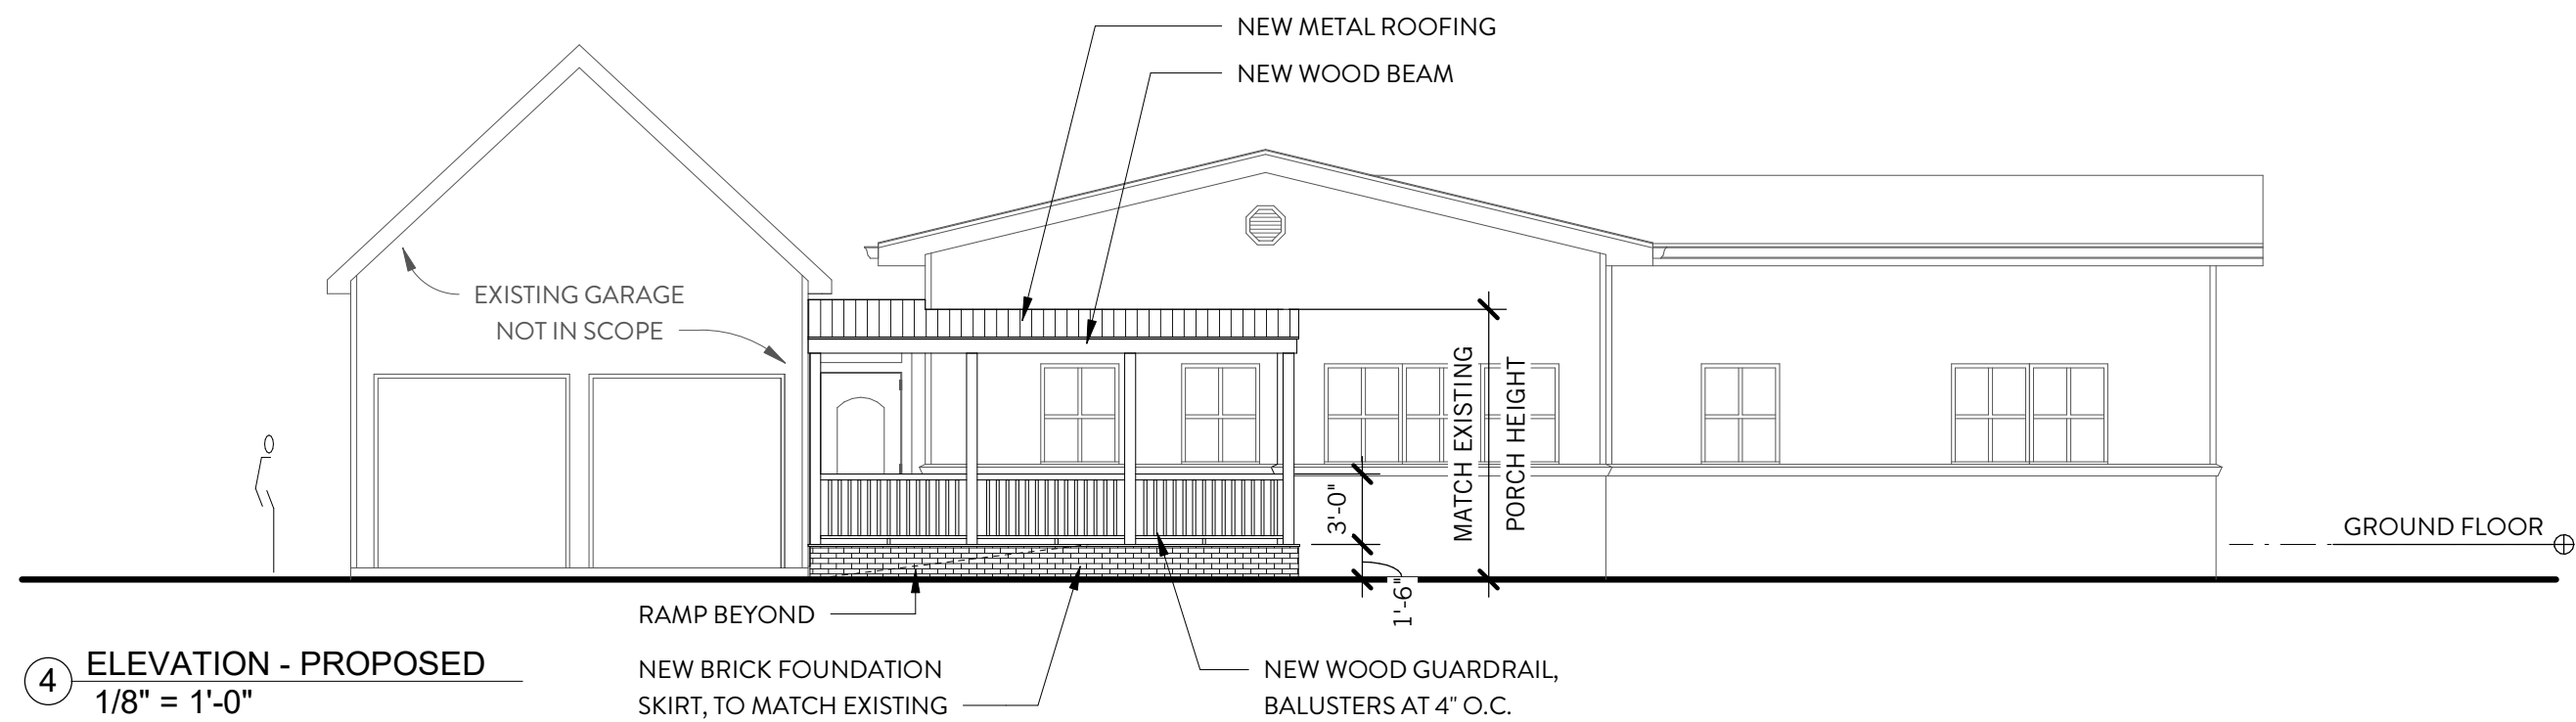 NEW METAL ROOFING
NEW WOOD BEAM
EXISTING GARAGE
NOT IN SCOPE
MATCH EXISTING
PORCH HEIGHT
3'-0"
1'-6"
GROUND FLOOR
RAMP BEYOND
NEW BRICK FOUNDATION
SKIRT, TO MATCH EXISTING
NEW WOOD GUARDRAIL,
BALUSTERS AT 4" O.C.
4 ELEVATION - PROPOSED
1/8" = 1'-0"